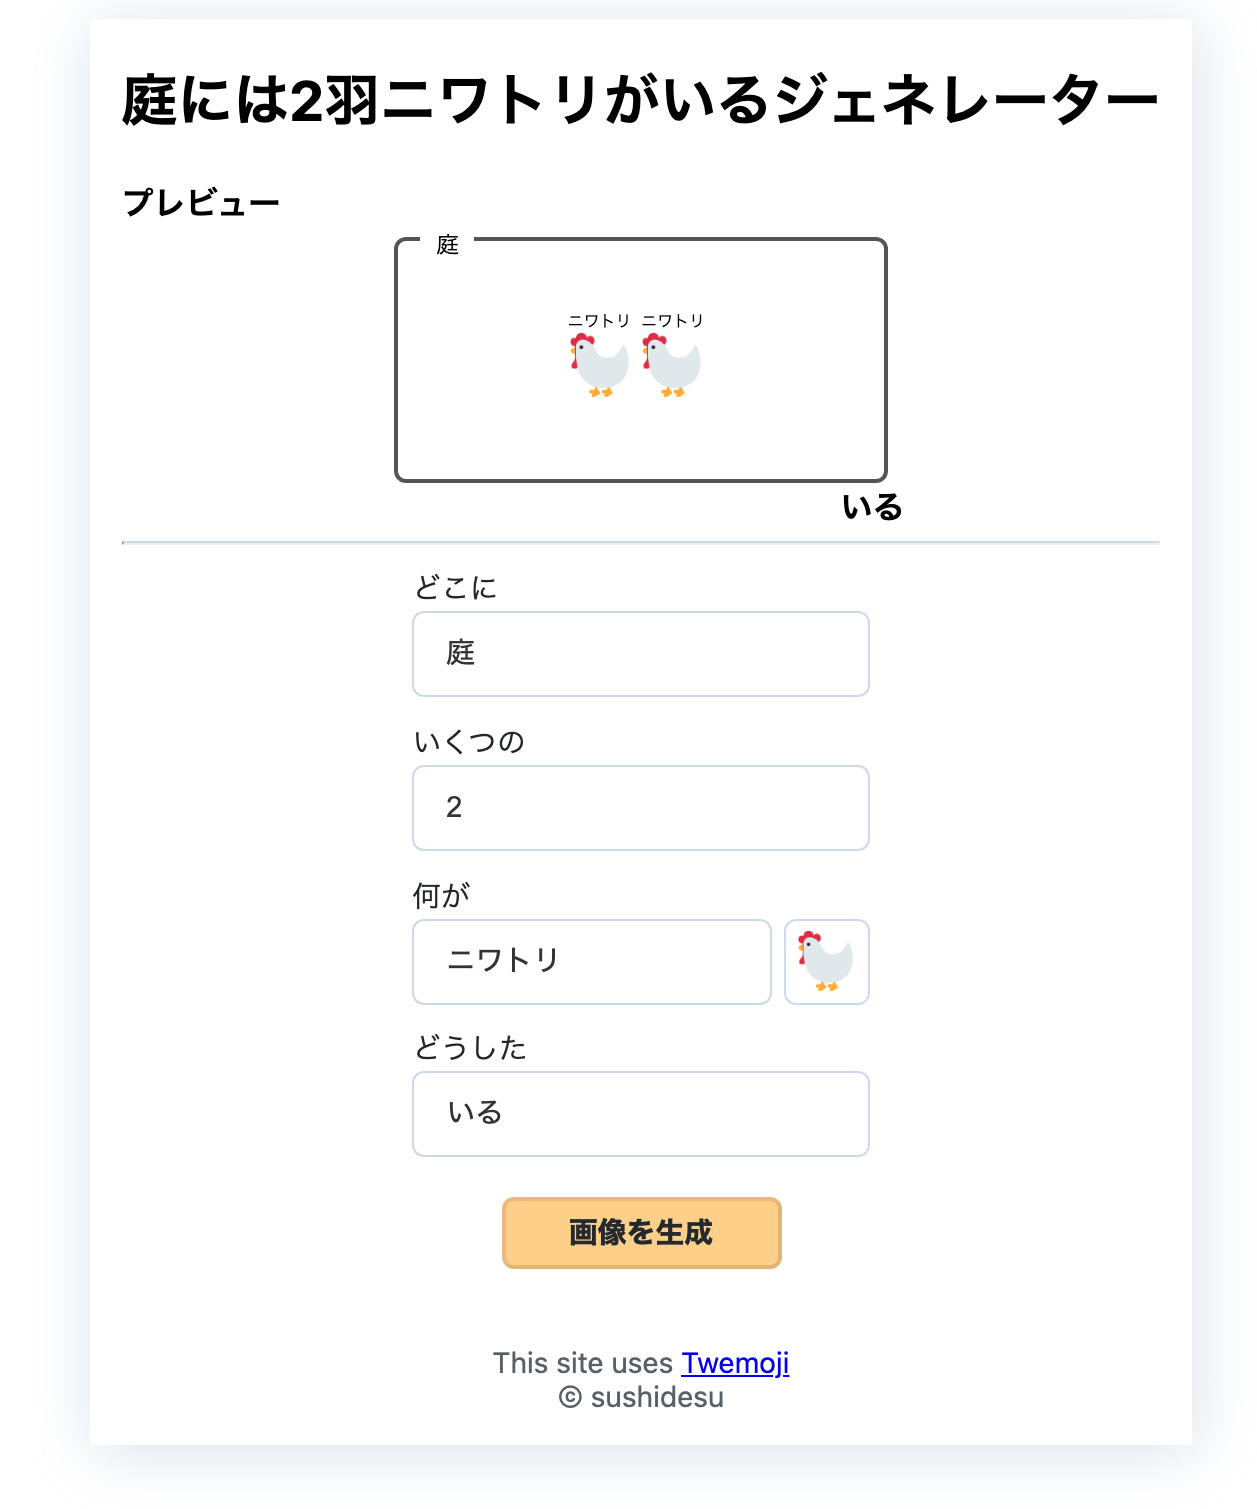 庭には2羽ニワトリがいるジェネレーター
プレビュー
庭
ニワトリ ニワトリ
いる
どこに
庭
いくつの
2
何が
ニワトリ
どうした
いる
画像を生成
This site uses Twemoji
© sushidesu